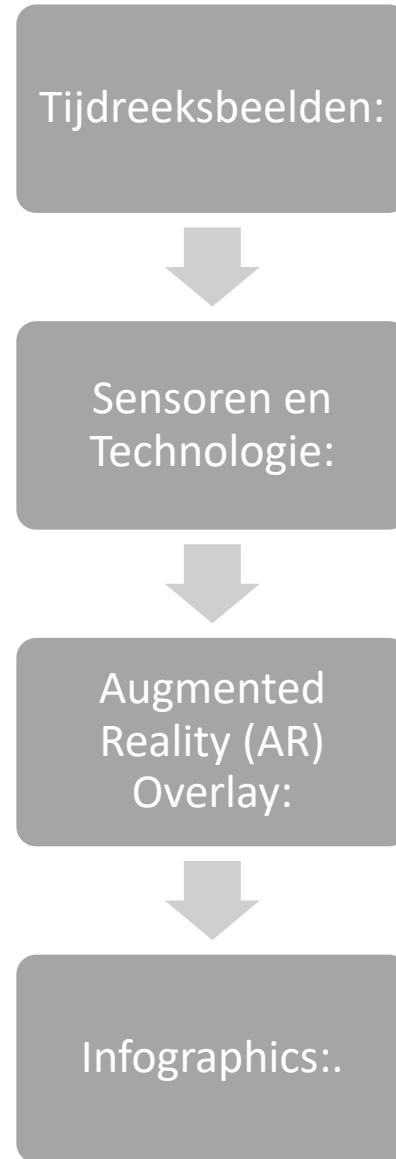 Tijdreeksbeelden:
Sensoren en
Technologie:
Augmented
Reality (AR)
Overlay:
Infographics:.